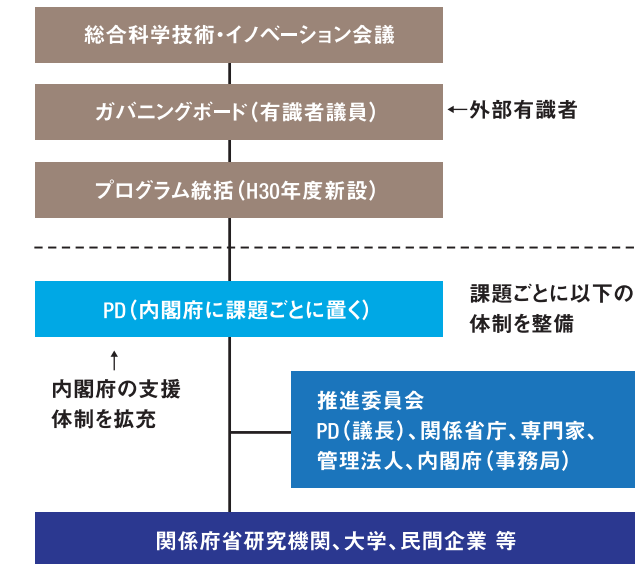 総合科学技術・イノベーション会議
ガバニングボード（有識者議員）
←外部有識者
プログラム統括（H30年度新設）
PD（内閣府に課題ごとに置く）
課題ごとに以下の
体制を整備
↑
内閣府の支援
体制を拡充
推進委員会
PD（議長）、関係省庁、専門家、
管理法人、内閣府（事務局）
関係府省研究機関、大学、民間企業 等